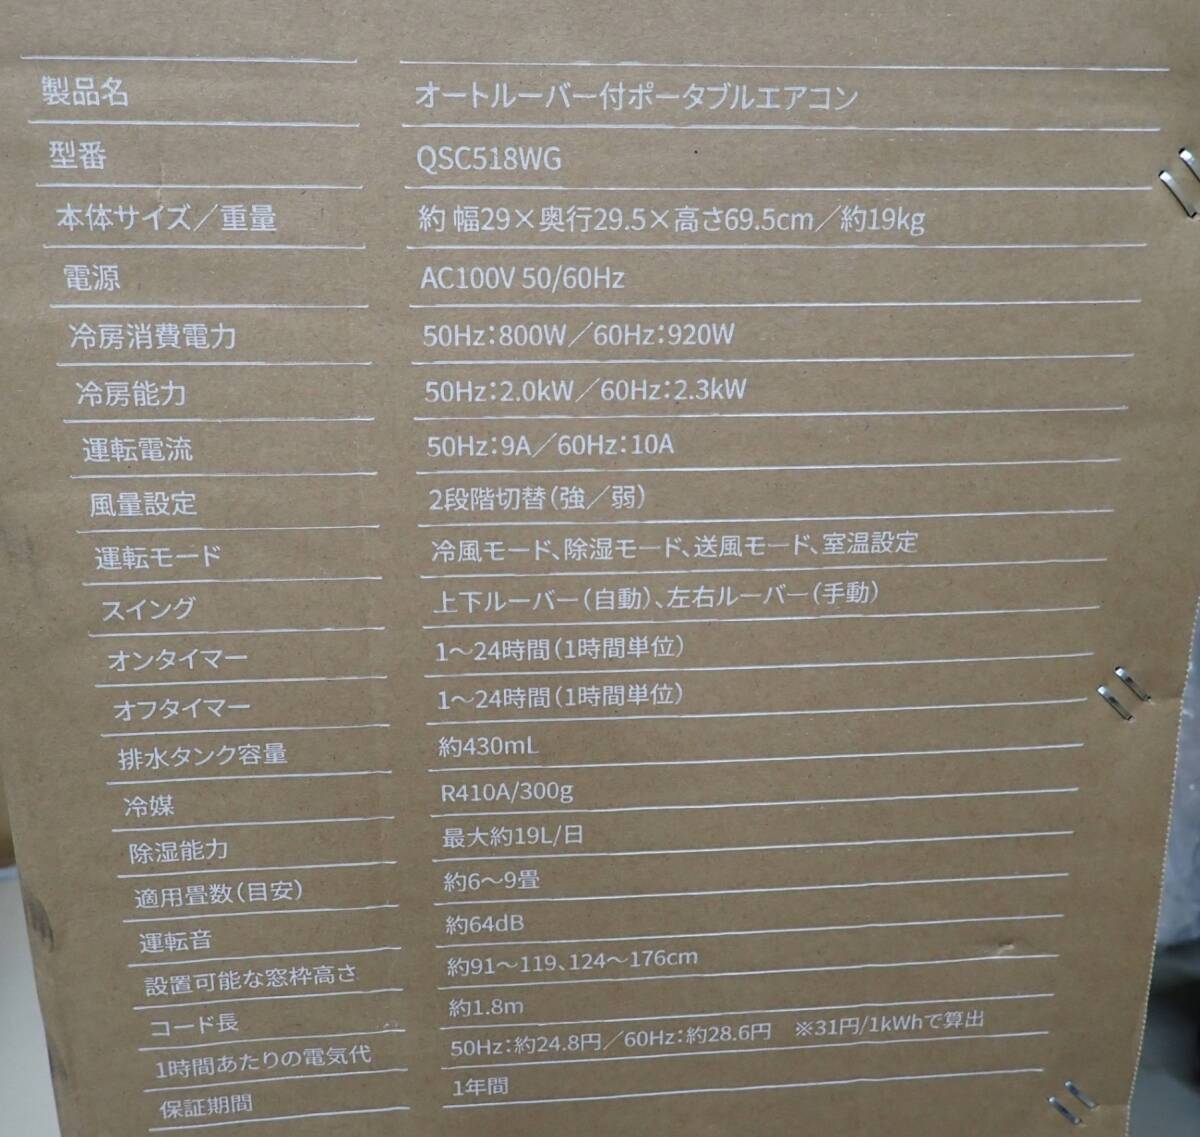 製品名 オートルーバー付ポータブルエアコン
型番 QSC518WG
本体サイズ／重量 約 幅29×奥行29.5×高さ69.5cm／約19kg
電源 AC100V 50/60Hz
冷房消費電力 50Hz:800W／60Hz:920W
冷房能力 50Hz:2.0kW／60Hz:2.3kW
運転電流 50Hz:9A／60Hz:10A
風量設定 2段階切替(強／弱)
運転モード 冷風モード、除湿モード、送風モード、室温設定
スイング 上下ルーバー(自動)、左右ルーバー(手動)
オンタイマー 1～24時間(1時間単位)
オフタイマー 1～24時間(1時間単位)
排水タンク容量 約430mL
冷媒 R410A/300g
除湿能力 最大約19L/日
適用畳数(目安) 約6～9畳
運転音 約64dB
設置可能な窓枠高さ 約91～119、124～176cm
コード長 約1.8m
1時間あたりの電気代 50Hz:約24.8円／60Hz:約28.6円 ※31円/1kWhで算出
保証期間 1年間